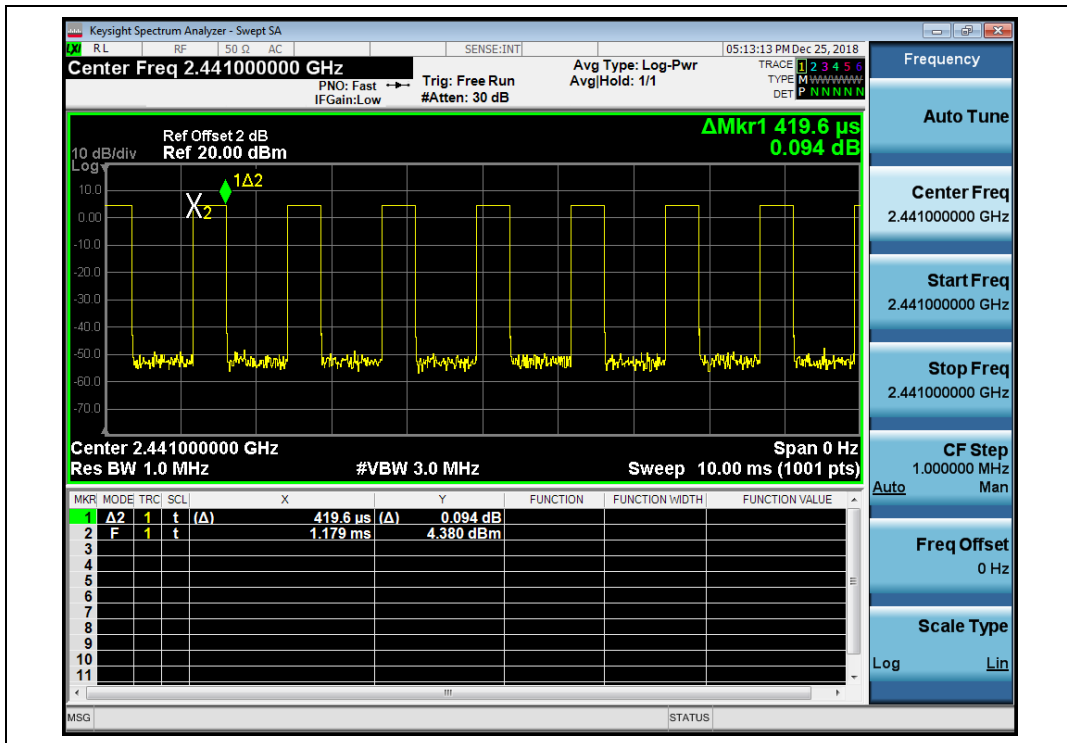 Keysight Spectrum Analyzer - Swept SA
LXI RL RF 50 Ω AC SENSE:INT 05:13:13 PM Dec 25, 2018
Center Freq 2.441000000 GHz
PNO: Fast
IFGain:Low
Trig: Free Run
#Atten: 30 dB
Avg Type: Log-Pwr
Avg|Hold: 1/1
TRACE 1 2 3 4 5 6
TYPE M WWWWW
DET P N N N N N
ΔMkr1 419.6 µs
0.094 dB
Ref Offset 2 dB
10 dB/div Ref 20.00 dBm
Log
10.0
0.00
-10.0
-20.0
-30.0
-40.0
-50.0
-60.0
-70.0
1Δ2
X2
Center 2.441000000 GHz Span 0 Hz
Res BW 1.0 MHz #VBW 3.0 MHz Sweep 10.00 ms (1001 pts)
MKR MODE TRC SCL X Y FUNCTION FUNCTION WIDTH FUNCTION VALUE
1 Δ2 1 t (Δ) 419.6 µs (Δ) 0.094 dB
2 F 1 t 1.179 ms 4.380 dBm
3
4
5
6
7
8
9
10
11
MSG STATUS
Frequency
Auto Tune
Center Freq
2.441000000 GHz
Start Freq
2.441000000 GHz
Stop Freq
2.441000000 GHz
CF Step
1.000000 MHz
Auto Man
Freq Offset
0 Hz
Scale Type
Log Lin